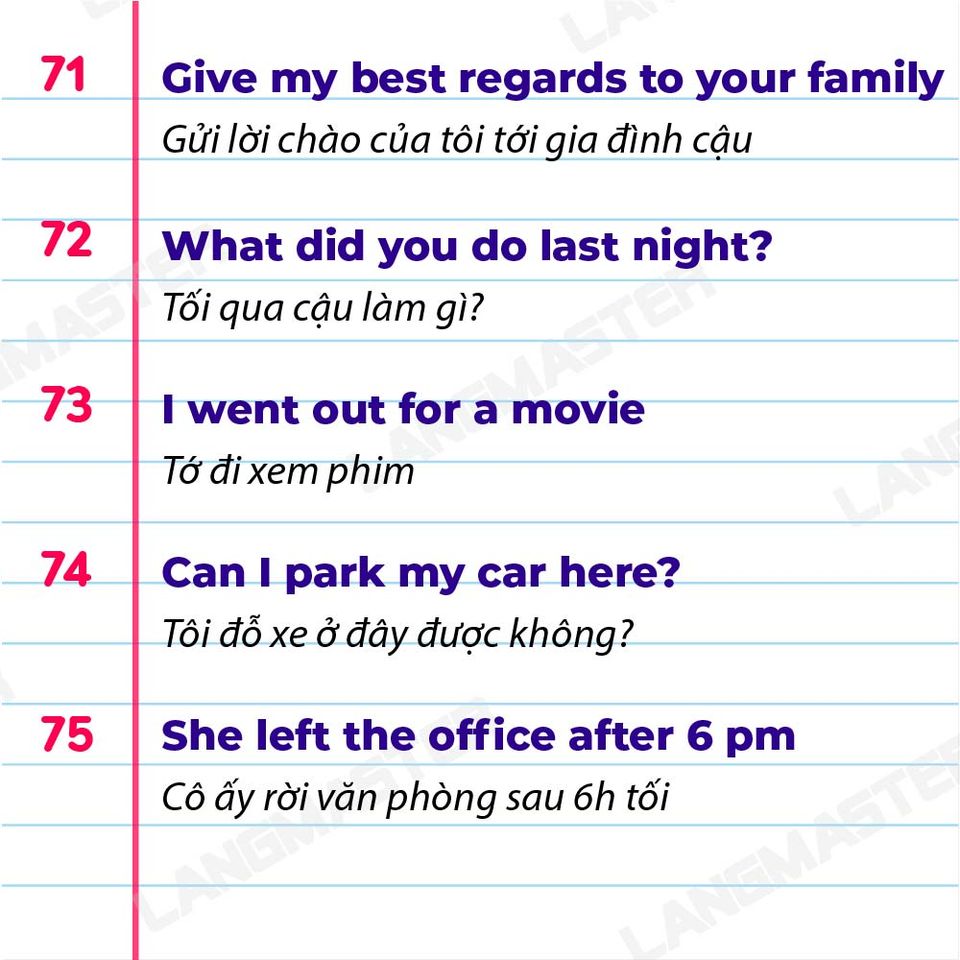 71 Give my best regards to your family
Gửi lời chào của tôi tới gia đình cậu
72 What did you do last night?
Tối qua cậu làm gì?
73 I went out for a movie
Tớ đi xem phim
74 Can I park my car here?
Tôi đỗ xe ở đây được không?
75 She left the office after 6 pm
Cô ấy rời văn phòng sau 6h tối
LANGMASTER
LANGMASTER
LANGMASTER